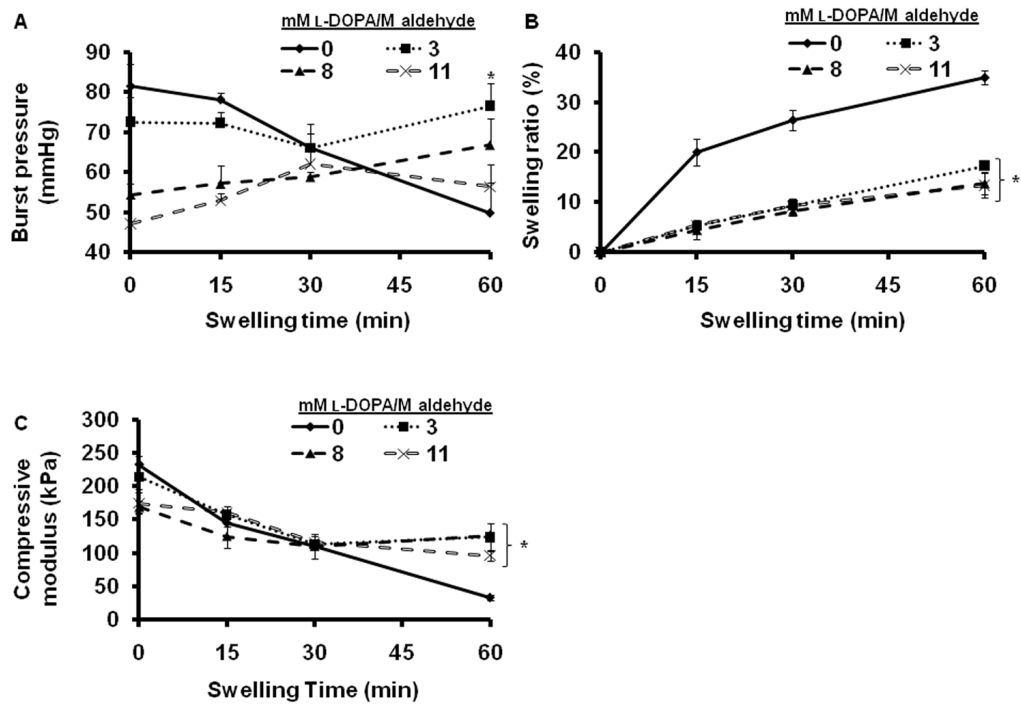 A
mM L-DOPA/M aldehyde
0 3
8 11
90
80
70
60
50
40
Burst pressure
(mmHg)
*
0 15 30 45 60
Swelling time (min)
B
mM L-DOPA/M aldehyde
0 3
8 11
40
30
20
10
0
Swelling ratio (%)
*
0 15 30 45 60
Swelling time (min)
C
mM L-DOPA/M aldehyde
0 3
8 11
300
250
200
150
100
50
0
Compressive
modulus (kPa)
*
0 15 30 45 60
Swelling Time (min)